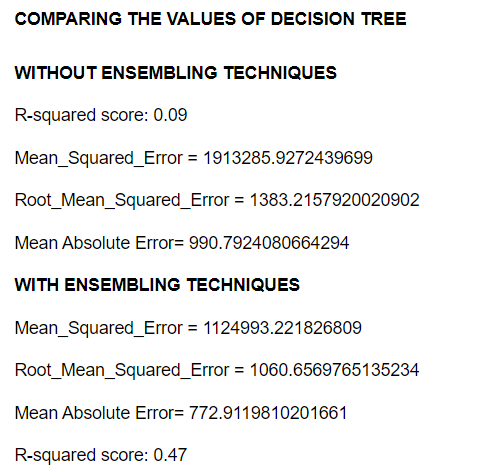 COMPARING THE VALUES OF DECISION TREE
WITHOUT ENSEMBLING TECHNIQUES
R-squared score: 0.09
Mean_Squared_Error = 1913285.9272439699
Root_Mean_Squared_Error = 1383.2157920020902
Mean Absolute Error= 990.7924080664294
WITH ENSEMBLING TECHNIQUES
Mean_Squared_Error = 1124993.221826809
Root_Mean_Squared_Error = 1060.6569765135234
Mean Absolute Error= 772.9119810201661
R-squared score: 0.47